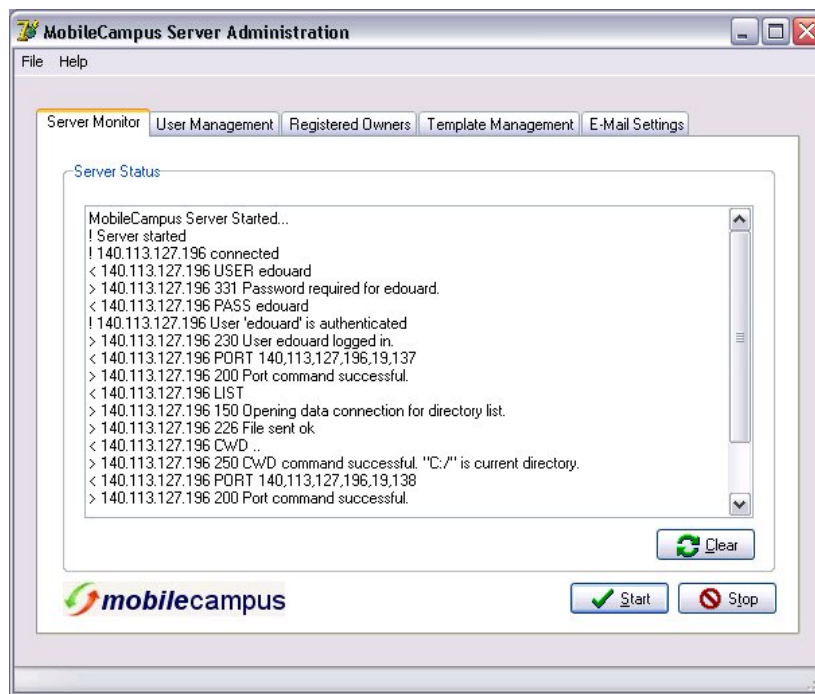 MobileCampus Server Administration
File Help
Server Monitor User Management Registered Owners Template Management E-Mail Settings
Server Status
MobileCampus Server Started...
! Server started
! 140.113.127.196 connected
< 140.113.127.196 USER edouard
> 140.113.127.196 331 Password required for edouard.
< 140.113.127.196 PASS edouard
! 140.113.127.196 User 'edouard' is authenticated
> 140.113.127.196 230 User edouard logged in.
< 140.113.127.196 PORT 140,113,127,196,19,137
> 140.113.127.196 200 Port command successful.
< 140.113.127.196 LIST
> 140.113.127.196 150 Opening data connection for directory list.
> 140.113.127.196 226 File sent ok
< 140.113.127.196 CWD ..
> 140.113.127.196 250 CWD command successful. "C:/" is current directory.
< 140.113.127.196 PORT 140,113,127,196,19,138
> 140.113.127.196 200 Port command successful.
Clear
mobilecampus
Start Stop